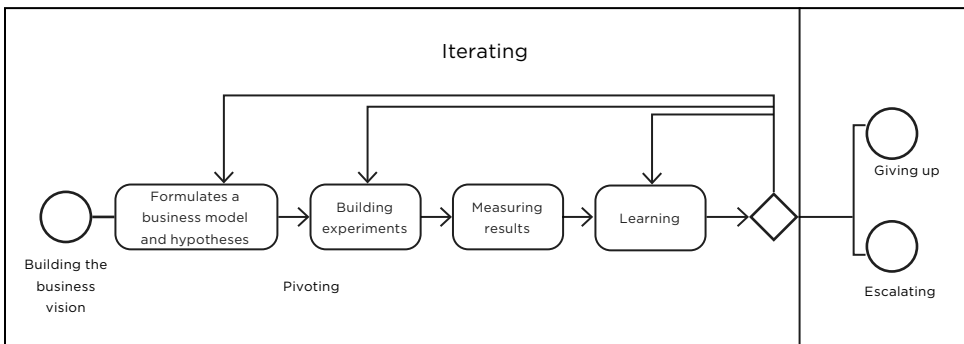 Iterating
Formulates a
business model
and hypotheses
Building
experiments
Measuring
results
Learning
Giving up
Building the
business
vision
Pivoting
Escalating